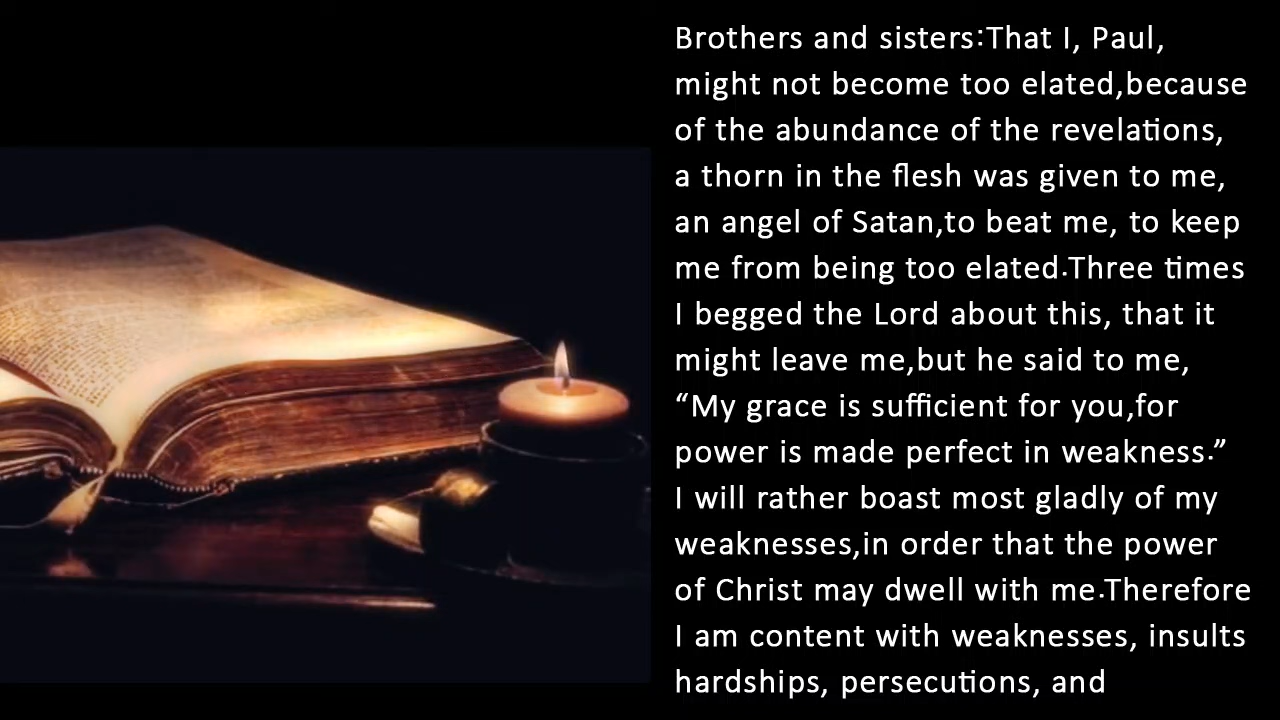 Brothers and sisters:That I, Paul,
might not become too elated,because
of the abundance of the revelations,
a thorn in the flesh was given to me,
an angel of Satan,to beat me, to keep
me from being too elated.Three times
I begged the Lord about this, that it
might leave me,but he said to me,
“My grace is sufficient for you,for
power is made perfect in weakness.”
I will rather boast most gladly of my
weaknesses,in order that the power
of Christ may dwell with me.Therefore
I am content with weaknesses, insults
hardships, persecutions, and